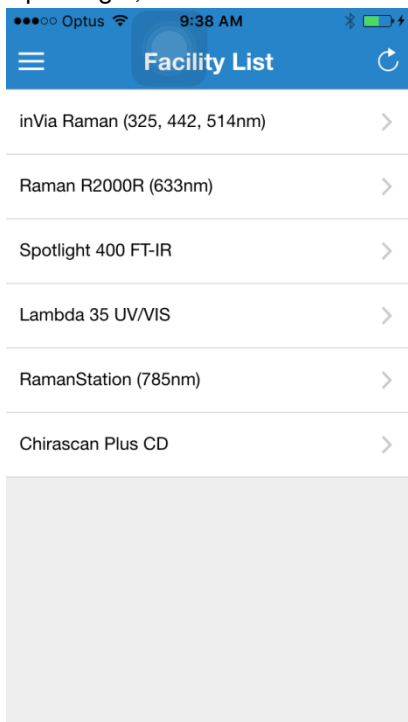 Optus 9:38 AM
Facility List
inVia Raman (325, 442, 514nm)
Raman R2000R (633nm)
Spotlight 400 FT-IR
Lambda 35 UV/VIS
RamanStation (785nm)
Chirascan Plus CD